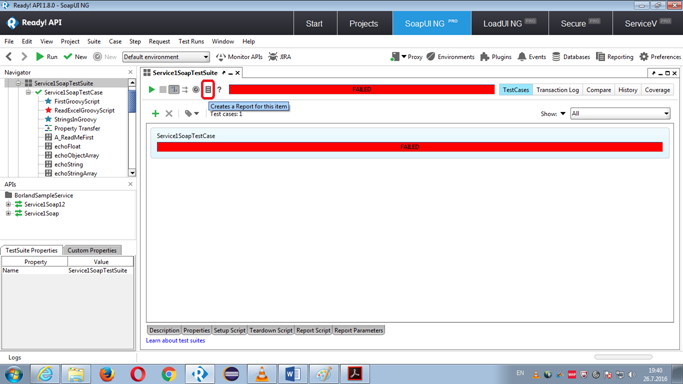 Ready! API 1.8.0 - SoapUI NG
Ready! API
Start
Projects
SoapUI NG PRO
LoadUI NG PRO
Secure PRO
ServiceV PRO
File Edit View Project Suite Case Step Request Test Runs Window Help
Run New New Default environment Monitor APIs JIRA Proxy Environments Plugins Events Databases Reporting Preferences
Navigator
Service1SoapTestSuite
Service1SoapTestCase
FirstGroovyScript
ReadExcelGroovyScript
StringsInGroovy
Property Transfer
A_ReadMeFirst
echoFloat
echoObjectArray
echoString
echoStringArray
APIs
BorlandSampleService
Service1Soap12
Service1Soap
TestSuite Properties Custom Properties
Property Value
Name Service1SoapTestSuite
Service1SoapTestSuite
? FAILED TestCases Transaction Log Compare History Coverage
Creates a Report for this item
Test cases: 1
Show: All
Service1SoapTestCase
FAILED
Description Properties Setup Script Teardown Script Report Script Report Parameters
Learn about test suites
Logs
EN
19:40
26.7.2016